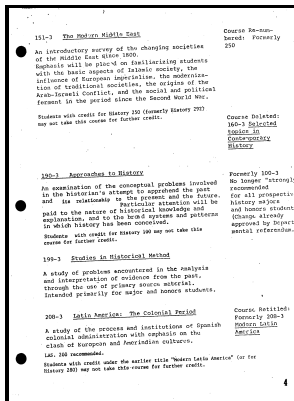 151-3 The Modern Middle East
An introductory survey of the changing societies
of the Middle East since 1800.
Emphasis will be placed on familiarizing students
with the basic aspects of Islamic society, the
influence of European imperialism, the moderniza-
tion of traditional societies, the origins of the
Arab-Israeli Conflict, and the social and political
ferment in the period since the Second World War.
Students with credit for History 250 (formerly 292)
may not take this course for further credit.
Course Re-num-
bered: Formerly
250
Course Deleted:
160-3 Selected
topics in
Contemporary
History
190-3 Approaches to History
An examination of the conceptual problems involved
in the historian's attempt to apprehend the past
and its relationship to the present and the future.
Particular attention will be
paid to the nature of historical knowledge and
explanation, and to the broad systems and patterns
in which history has been conceived.
Students with credit for History 100 may not take this
course for further credit.
Formerly 100-3
No longer "strongly
recommended
for all prospective
history majors
and honors students
(Change already
approved by Depart-
mental referendum.
199-3 Studies in Historical Method
A study of problems encountered in the analysis
and interpretation of evidence from the past,
through the use of primary source material.
Intended primarily for major and honors students.
208-3 Latin America: The Colonial Period
A study of the process and institutions of Spanish
colonial administration with emphasis on the
clash of European and Amerindian cultures.
LAS. 200 recommended.
Students with credit under the earlier title "Modern Latin America" (or for
History 280) may not take this course for further credit.
Course Retitled:
Formerly 208-3
Modern Latin
America
4